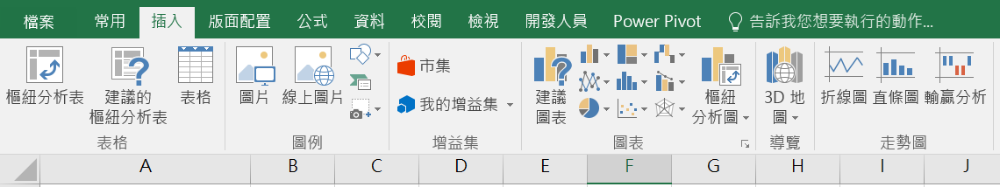 檔案 常用 插入 版面配置 公式 資料 校閱 檢視 開發人員 Power Pivot 告訴我您想要執行的動作...
樞紐分析表
建議的
樞紐分析表
表格
表格
圖片
線上圖片
圖例
市集
我的增益集
增益集
建議
圖表
樞紐
分析圖
圖表
3D 地
圖
導覽
折線圖
直條圖
輸贏分析
走勢圖
A B C D E F G H I J